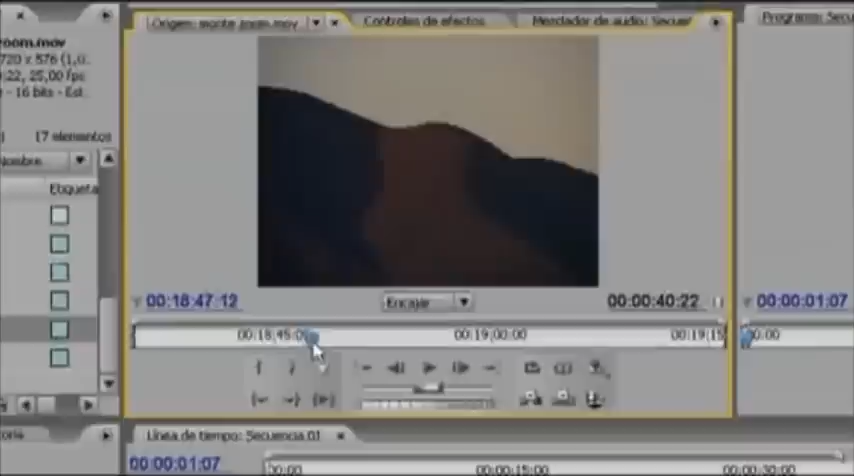 Origen: monte zoom.mov
Controles de efectos
Mezclador de audio: Secuen
Programa: Secu
zoom.mov
720 x 576 (1,0
:22, 25,00 fps
- 16 bits - Est
17 elementos
Nombre
Etiqueta
00:18:47:12
Encajar
00:00:40:22
00:00:01:07
00:18:45:0
00:19:00:00
00:19:15
00:00
Línea de tiempo: Secuencia 01
00:00:01:07
00:00
00:00:15:00
00:00:30:00